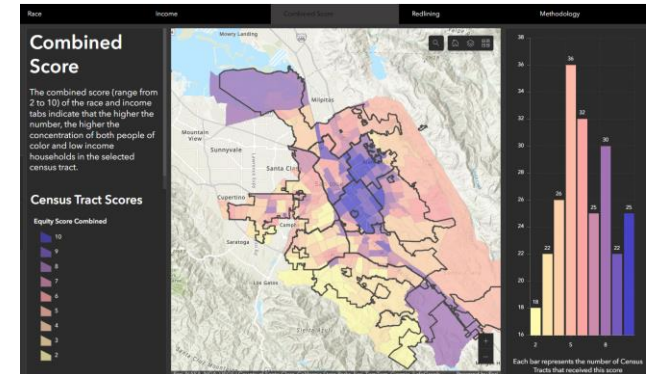 Race
Income
Combined Score
Redlining
Methodology
Combined
Score
The combined score (range from
2 to 10) of the race and income
tabs indicate that the higher the
number, the higher the
concentration of both people of
color and low income
households in the selected
census tract.
Census Tract Scores
Equity Score Combined
10
9
8
7
6
5
4
3
2
Mowry Landing
Milpitas
Mountain
View
Sunnyvale
Santa Cl
Cupertino
Campb
Saratoga
Los Gatos
38
36
34
32
30
28
26
24
22
20
18
16
18
22
26
36
32
25
30
22
25
2
5
8
Each bar represents the number of Census
Tracts that received this score